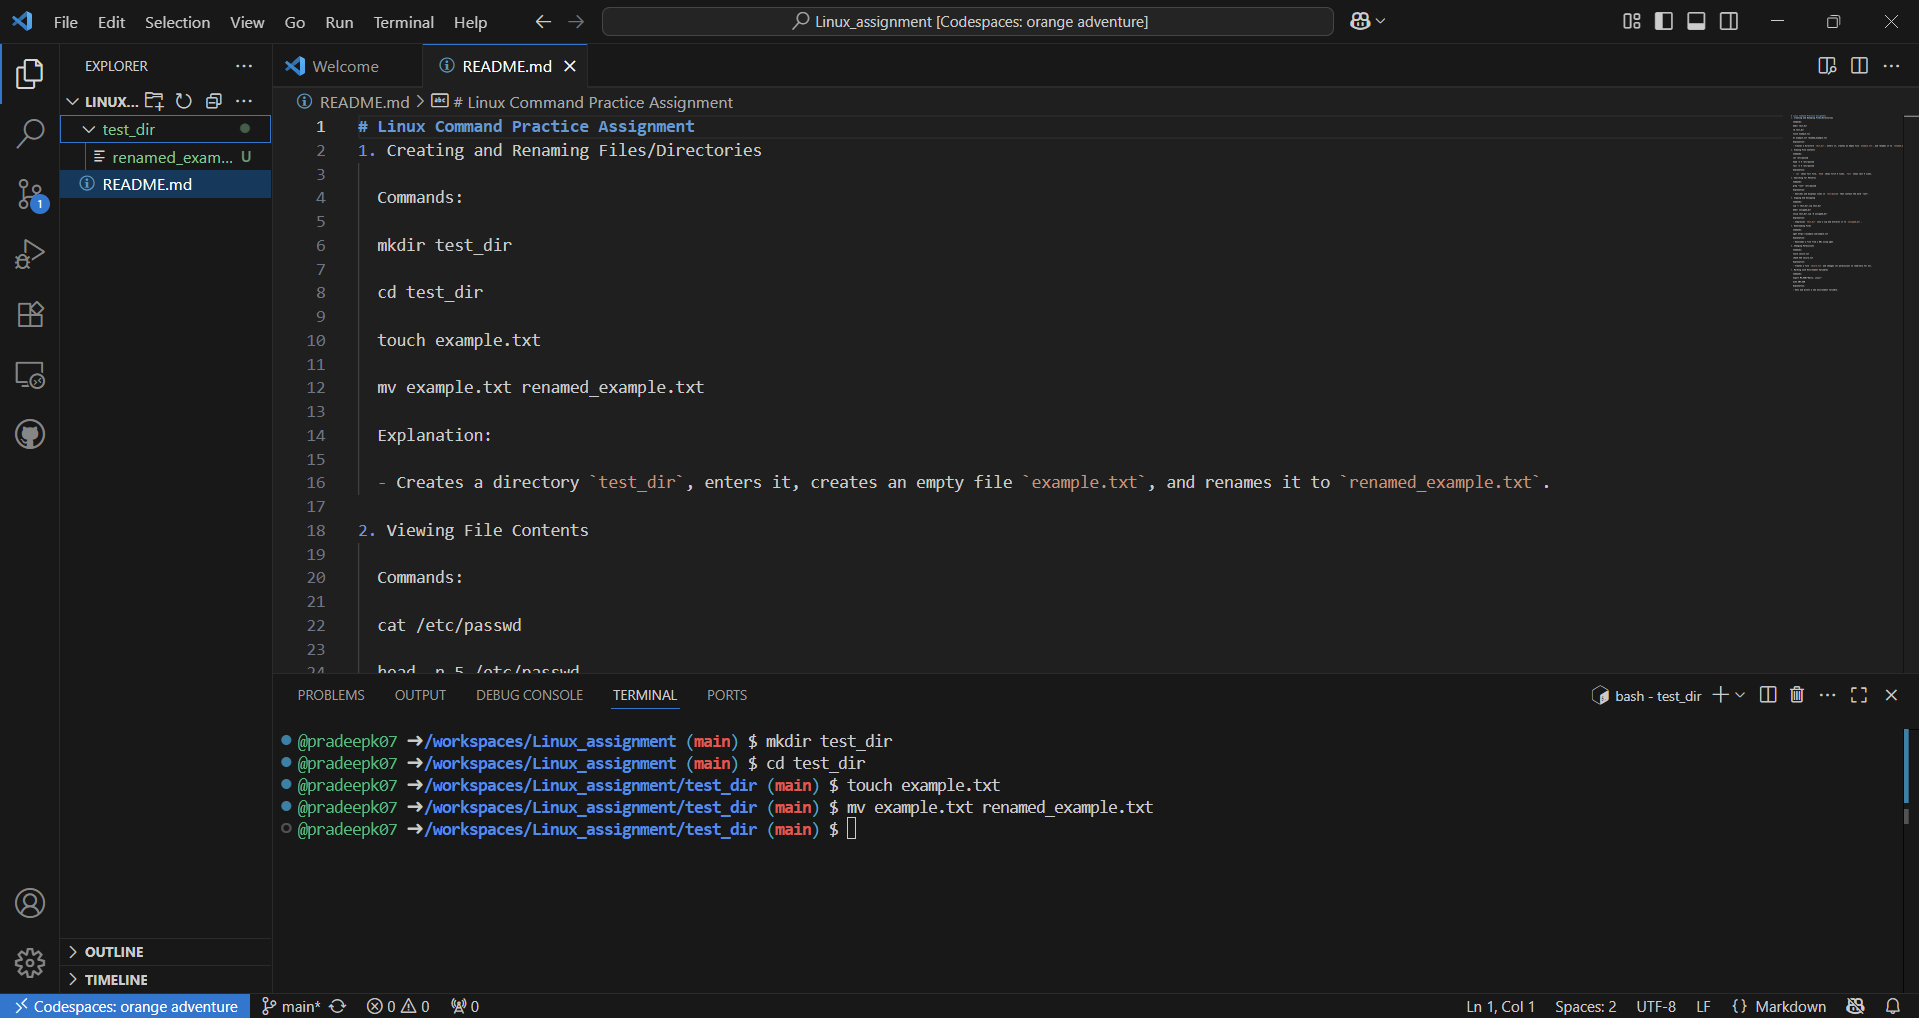 File Edit Selection View Go Run Terminal Help
Linux_assignment [Codespaces: orange adventure]
EXPLORER
LINUX...
test_dir
renamed_exam... U
README.md
1
Welcome
README.md
README.md > # Linux Command Practice Assignment
1 # Linux Command Practice Assignment
2 1. Creating and Renaming Files/Directories
3
4 Commands:
5
6 mkdir test_dir
7
8 cd test_dir
9
10 touch example.txt
11
12 mv example.txt renamed_example.txt
13
14 Explanation:
15
16 - Creates a directory `test_dir`, enters it, creates an empty file `example.txt`, and renames it to `renamed_example.txt`.
17
18 2. Viewing File Contents
19
20 Commands:
21
22 cat /etc/passwd
23
24 head -n 5 /etc/passwd
PROBLEMS OUTPUT DEBUG CONSOLE TERMINAL PORTS
bash - test_dir
@pradeepk07 ➜/workspaces/Linux_assignment (main) $ mkdir test_dir
@pradeepk07 ➜/workspaces/Linux_assignment (main) $ cd test_dir
@pradeepk07 ➜/workspaces/Linux_assignment/test_dir (main) $ touch example.txt
@pradeepk07 ➜/workspaces/Linux_assignment/test_dir (main) $ mv example.txt renamed_example.txt
@pradeepk07 ➜/workspaces/Linux_assignment/test_dir (main) $
OUTLINE
TIMELINE
Codespaces: orange adventure main* 0 0 0 Ln 1, Col 1 Spaces: 2 UTF-8 LF {} Markdown